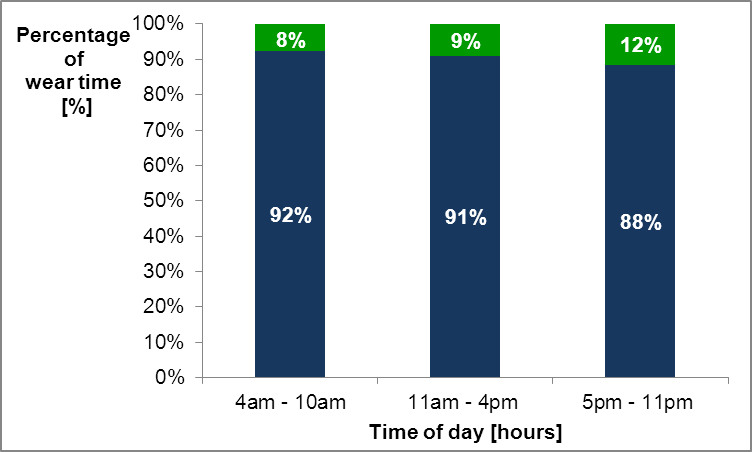 Percentage
of
wear time
[%]
100%
90%
80%
70%
60%
50%
40%
30%
20%
10%
0%
8%
9%
12%
92%
91%
88%
4am - 10am
11am - 4pm
5pm - 11pm
Time of day [hours]